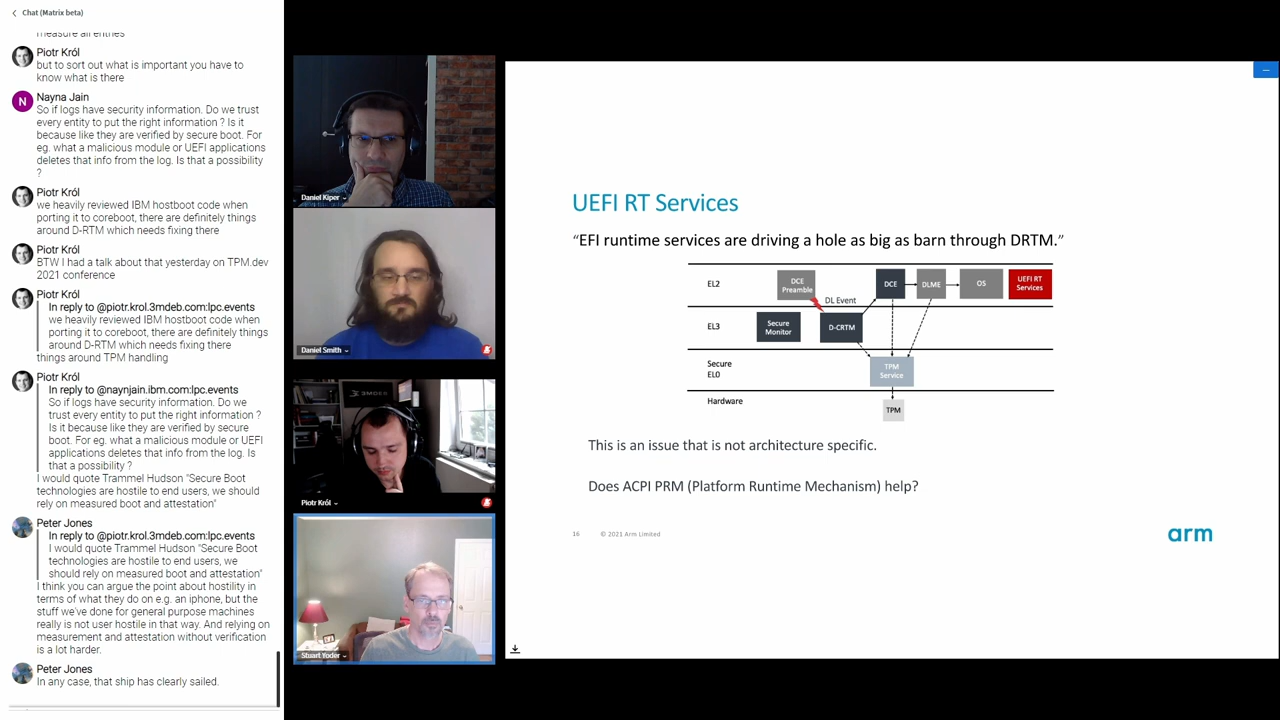 Chat (Matrix beta)
measure all entries
Piotr Król
but to sort out what is important you have to
know what is there
N
Nayna Jain
So if logs have security information. Do we trust
every entity to put the right information ? Is it
because like they are verified by secure boot. For
eg. what a malicious module or UEFI applications
deletes that info from the log. Is that a possibility
?
Piotr Król
we heavily reviewed IBM hostboot code when
porting it to coreboot, there are definitely things
around D-RTM which needs fixing there
Piotr Król
BTW I had a talk about that yesterday on TPM.dev
2021 conference
Piotr Król
In reply to @piotr.krol.3mdeb.com:lpc.events
we heavily reviewed IBM hostboot code when
porting it to coreboot, there are definitely things
around D-RTM which needs fixing there
things around TPM handling
Piotr Król
In reply to @naynjain.ibm.com:lpc.events
So if logs have security information. Do we
trust every entity to put the right information ?
Is it because like they are verified by secure
boot. For eg. what a malicious module or UEFI
applications deletes that info from the log. Is
that a possibility ?
I would quote Trammel Hudson "Secure Boot
technologies are hostile to end users, we should
rely on measured boot and attestation"
Peter Jones
In reply to @piotr.krol.3mdeb.com:lpc.events
I would quote Trammel Hudson "Secure Boot
technologies are hostile to end users, we
should rely on measured boot and attestation"
I think you can argue the point about hostility in
terms of what they do on e.g. an iphone, but the
stuff we've done for general purpose machines
really is not user hostile in that way. And relying
on measurement and attestation without verification
is a lot harder.
Peter Jones
In any case, that ship has clearly sailed.
Daniel Kiper
Daniel Smith
3MDEB
Piotr Król
Stuart Yoder
UEFI RT Services
“EFI runtime services are driving a hole as big as barn through DRTM.”
EL2
DCE
Preamble
DL Event
DCE
DLME
OS
UEFI RT
Services
EL3
Secure
Monitor
D-CRTM
Secure
EL0
TPM
Service
Hardware
TPM
This is an issue that is not architecture specific.
Does ACPI PRM (Platform Runtime Mechanism) help?
16 © 2021 Arm Limited
arm